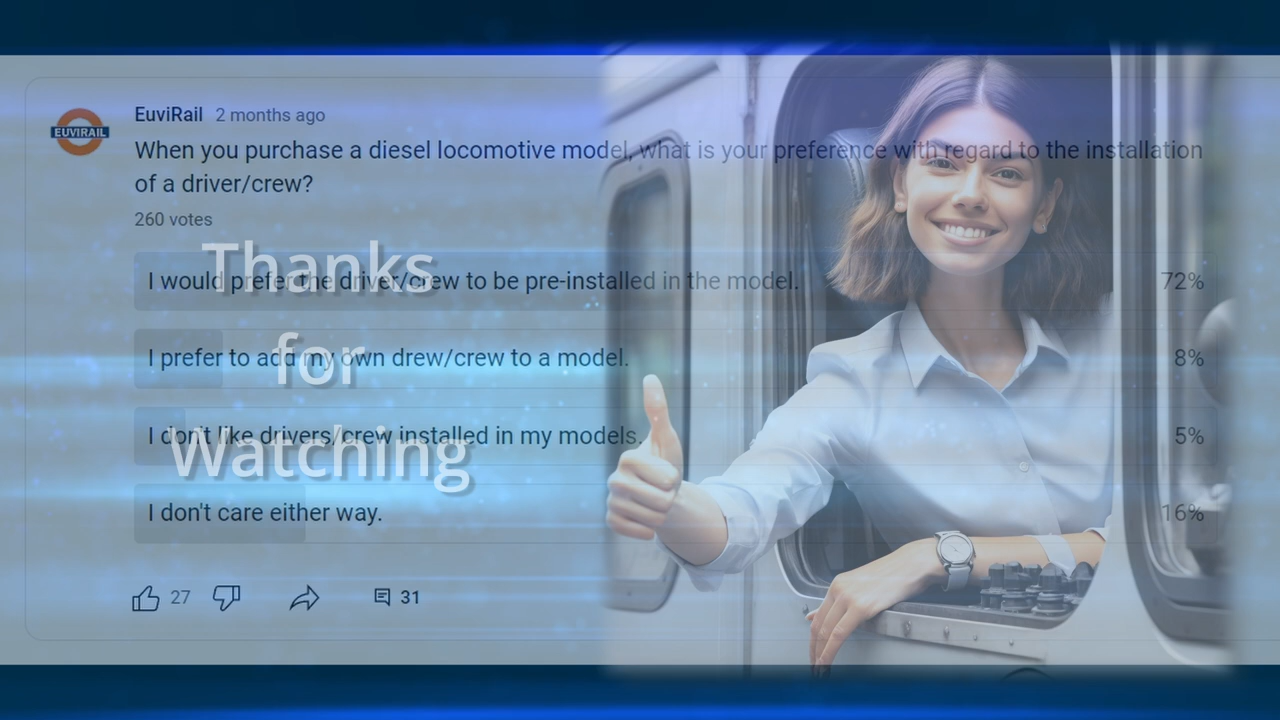 EUVIRAIL
EuviRail 2 months ago
When you purchase a diesel locomotive model, what is your preference with regard to the installation
of a driver/crew?
260 votes
Thanks
I would prefer the driver/crew to be pre-installed in the model. 72%
for
I prefer to add my own drew/crew to a model. 8%
Watching
I don't like drivers/crew installed in my models. 5%
I don't care either way. 16%
27 31